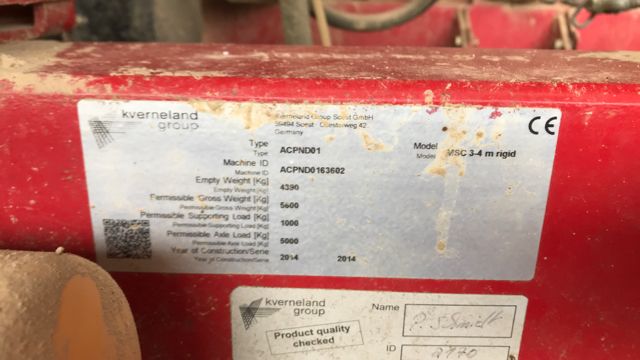 kverneland
group
Kverneland Group Soest GmbH
59494 Soest - Coesterweg 42
Germany
CE
Type ACPND01 Model MSC 3-4 m rigid
Type Model
Machine ID ACPND0163602
Machine ID
Empty Weight [Kg] 4390
Empty Weight [Kg]
Permissible Gross Weight [Kg] 5600
Permissible Gross Weight [Kg]
Permissible Supporting Load [Kg] 1000
Permissible Supporting Load [Kg]
Permissible Axle Load [Kg] 5000
Permissible Axle Load [Kg]
Year of Construction/Serie 2014 2014
Year of Construction/Serie
kverneland
group
Product quality
checked
Name P. Schmidt
ID